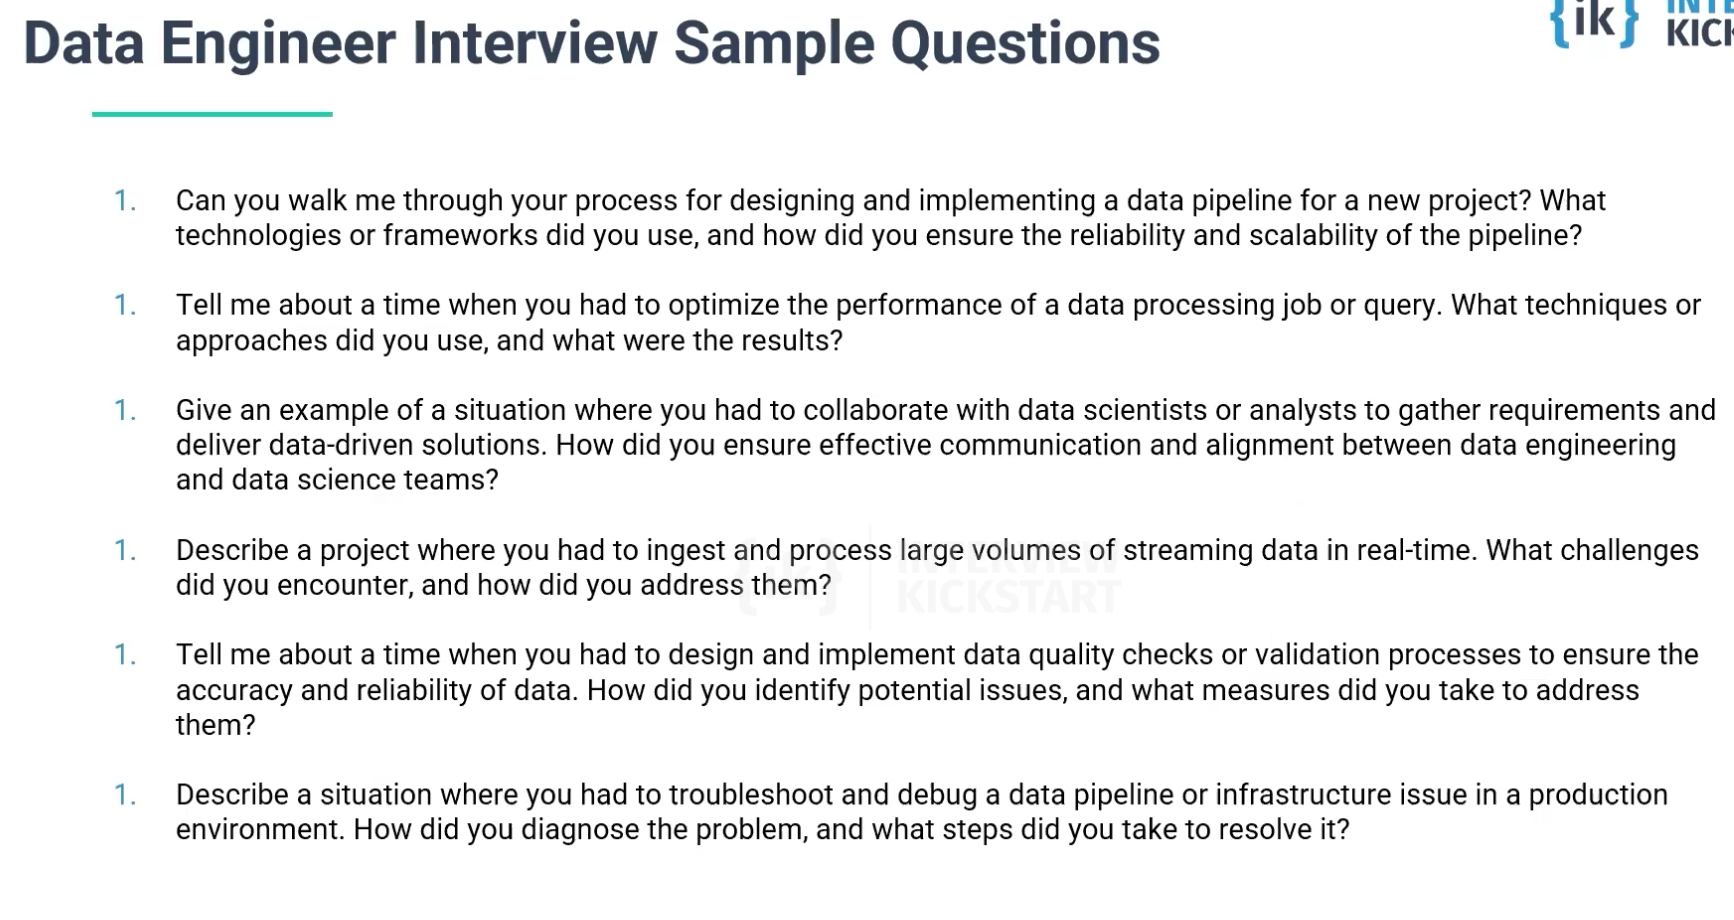 Data Engineer Interview Sample Questions
{ik}
KICK
1. Can you walk me through your process for designing and implementing a data pipeline for a new project? What
technologies or frameworks did you use, and how did you ensure the reliability and scalability of the pipeline?
1. Tell me about a time when you had to optimize the performance of a data processing job or query. What techniques or
approaches did you use, and what were the results?
1. Give an example of a situation where you had to collaborate with data scientists or analysts to gather requirements and
deliver data-driven solutions. How did you ensure effective communication and alignment between data engineering
and data science teams?
1. Describe a project where you had to ingest and process large volumes of streaming data in real-time. What challenges
did you encounter, and how did you address them?
{ik} INTERVIEW
KICKSTART
1. Tell me about a time when you had to design and implement data quality checks or validation processes to ensure the
accuracy and reliability of data. How did you identify potential issues, and what measures did you take to address
them?
1. Describe a situation where you had to troubleshoot and debug a data pipeline or infrastructure issue in a production
environment. How did you diagnose the problem, and what steps did you take to resolve it?